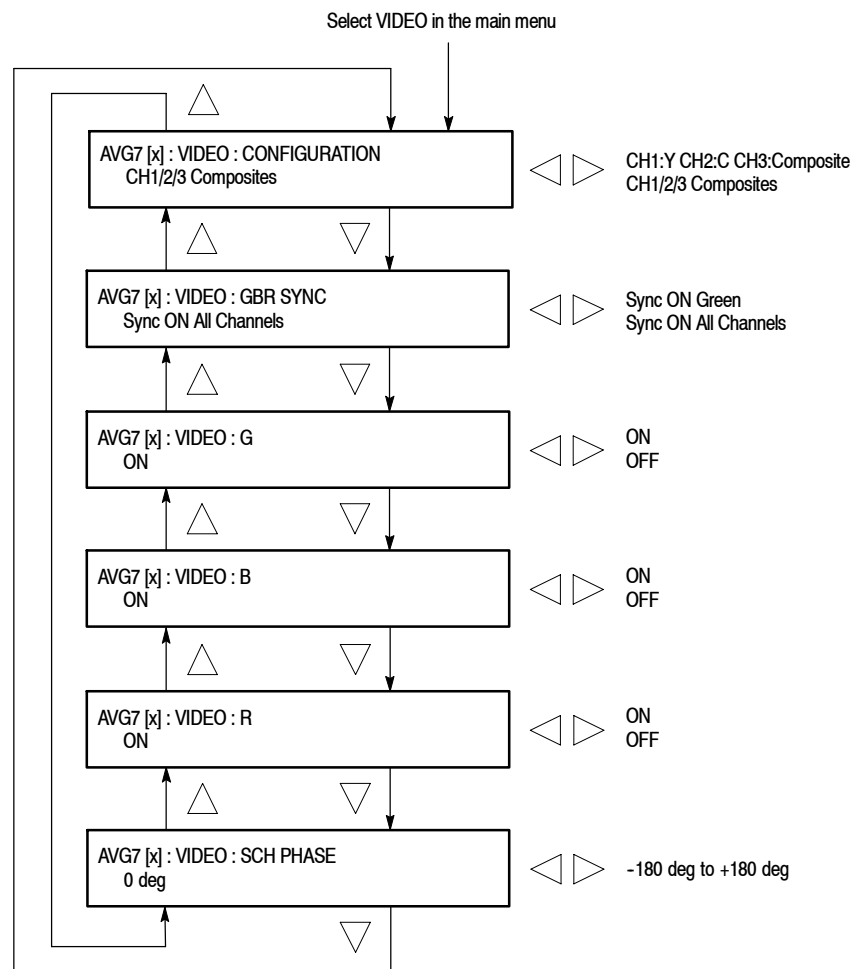 Select VIDEO in the main menu
AVG7 [x] : VIDEO : CONFIGURATION
CH1/2/3 Composites
CH1:Y CH2:C CH3:Composite
CH1/2/3 Composites
AVG7 [x] : VIDEO : GBR SYNC
Sync ON All Channels
Sync ON Green
Sync ON All Channels
AVG7 [x] : VIDEO : G
ON
ON
OFF
AVG7 [x] : VIDEO : B
ON
ON
OFF
AVG7 [x] : VIDEO : R
ON
ON
OFF
AVG7 [x] : VIDEO : SCH PHASE
0 deg
-180 deg to +180 deg